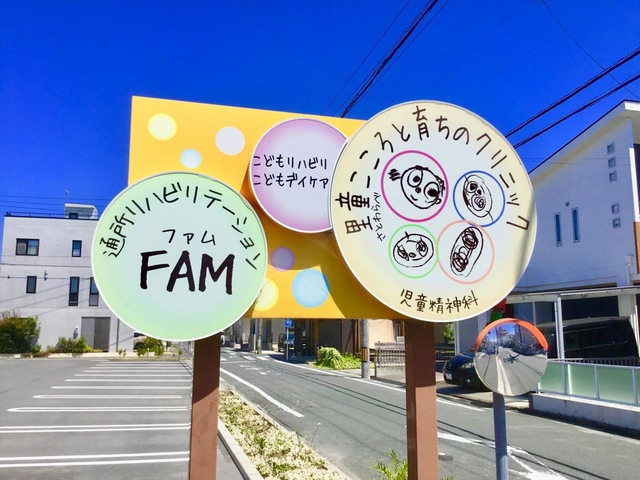 通所リハビリテーション
ファム
FAM
こどもリハビリ
こどもデイケア
里童こころと育ちのクリニック
児童精神科